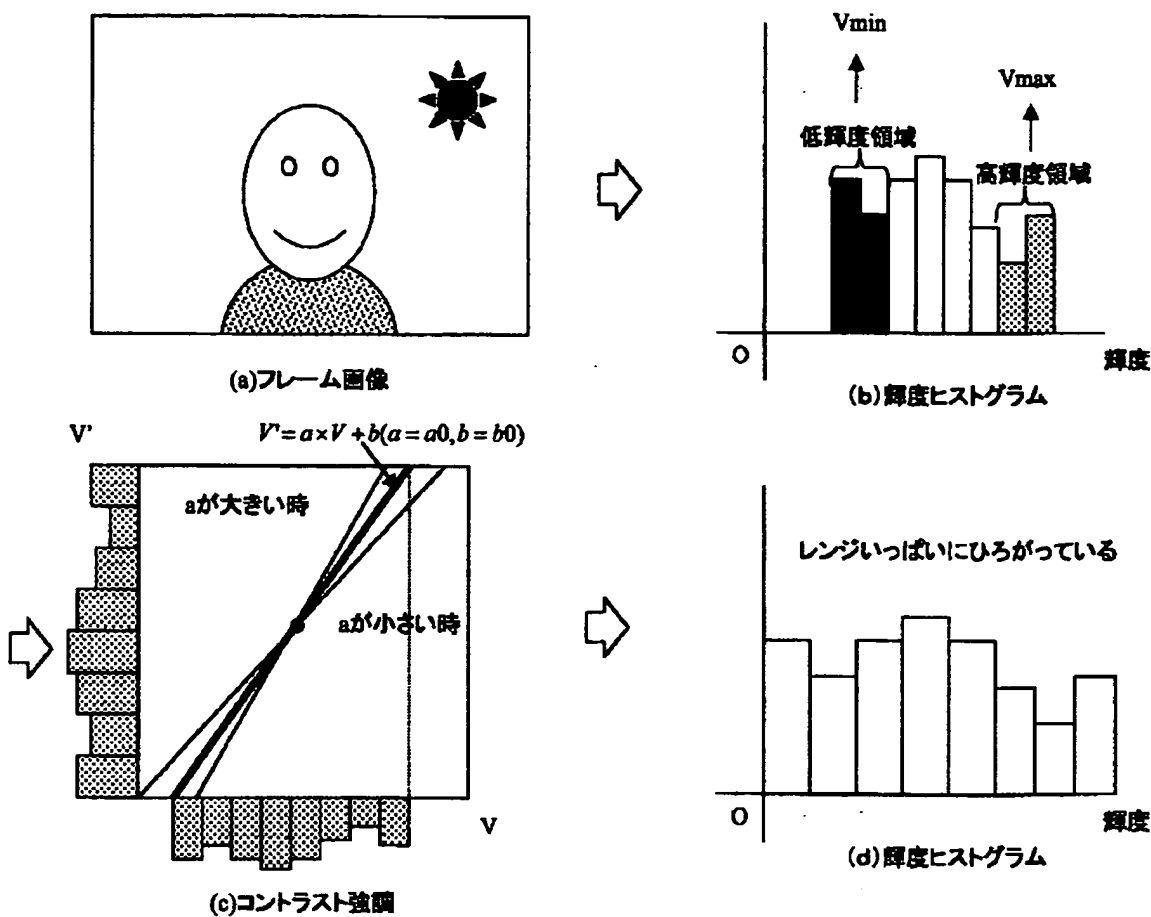 (a)フレーム画像
Vmin
Vmax
低輝度領域
高輝度領域
O
輝度
(b)輝度ヒストグラム
V'
V'=a×V+b(a=a0,b=b0)
aが大きい時
aが小さい時
V
(c)コントラスト強調
レンジいっぱいにひろがっている
O
輝度
(d)輝度ヒストグラム